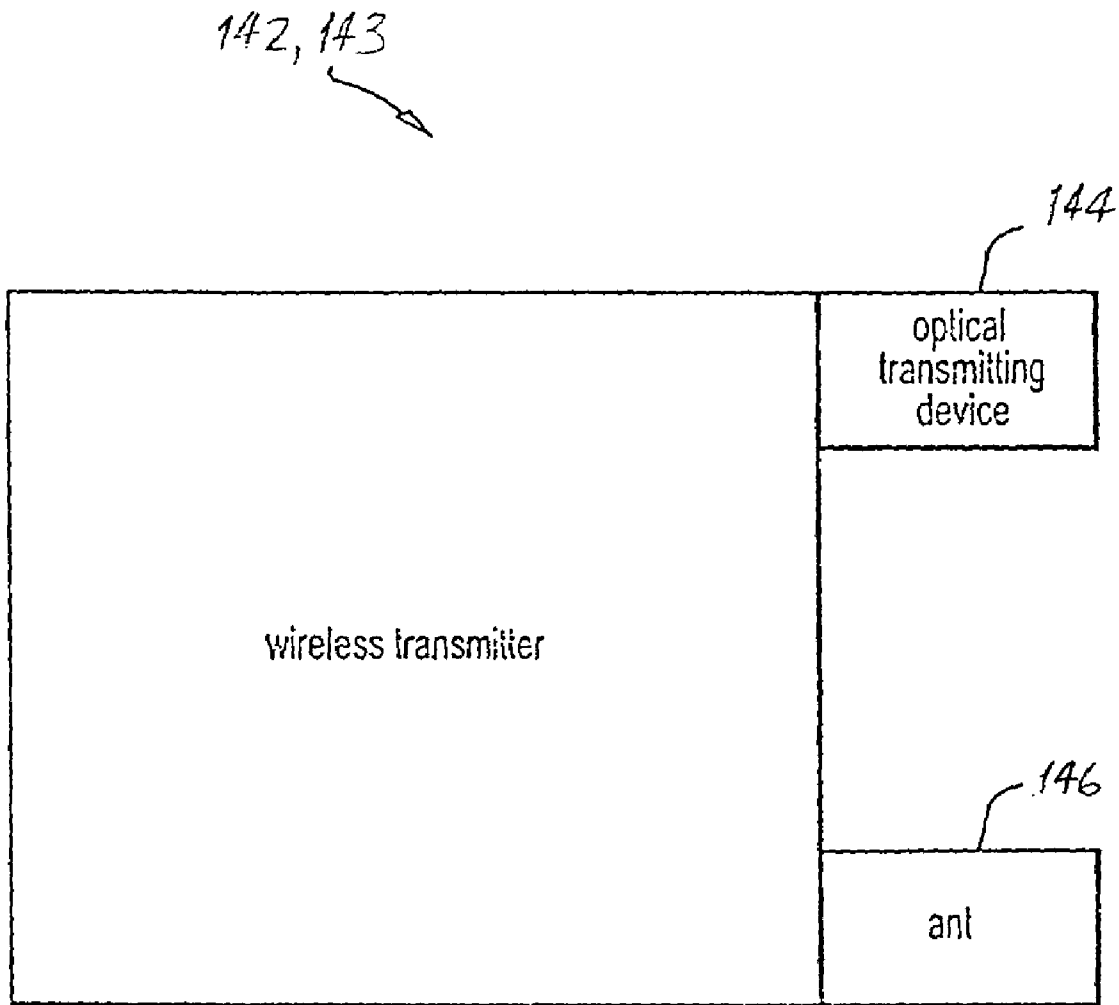 142, 143
144
optical
transmitting
device
wireless transmitter
146
ant